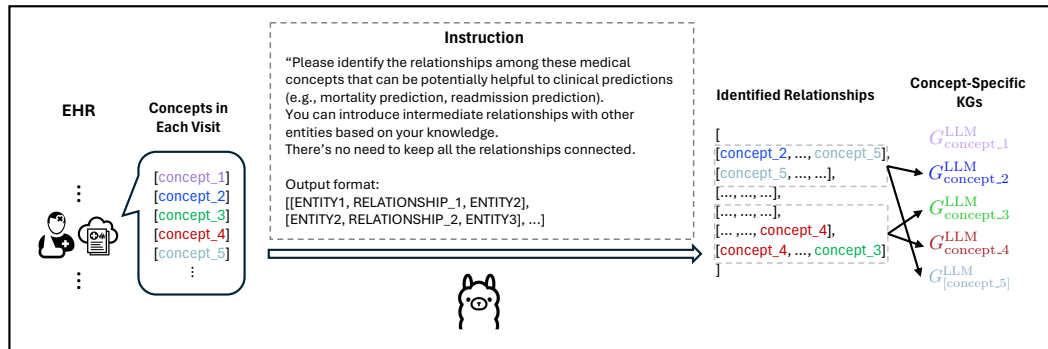 EHR
Concepts in
Each Visit
[concept_1]
[concept_2]
[concept_3]
[concept_4]
[concept_5]
⋮
Instruction
“Please identify the relationships among these medical
concepts that can be potentially helpful to clinical predictions
(e.g., mortality prediction, readmission prediction).
You can introduce intermediate relationships with other
entities based on your knowledge.
There’s no need to keep all the relationships connected.
Output format:
[[ENTITY1, RELATIONSHIP_1, ENTITY2],
[ENTITY2, RELATIONSHIP_2, ENTITY3], ...]
Identified Relationships
[
[concept_2, ..., concept_5],
[concept_5, ..., ...],
[..., ..., ...],
[..., ..., ...],
[... ,..., concept_4],
[concept_4, ..., concept_3]
]
Concept-Specific
KGs
G^LLM_concept_1
G^LLM_concept_2
G^LLM_concept_3
G^LLM_concept_4
G^LLM_[concept_5]